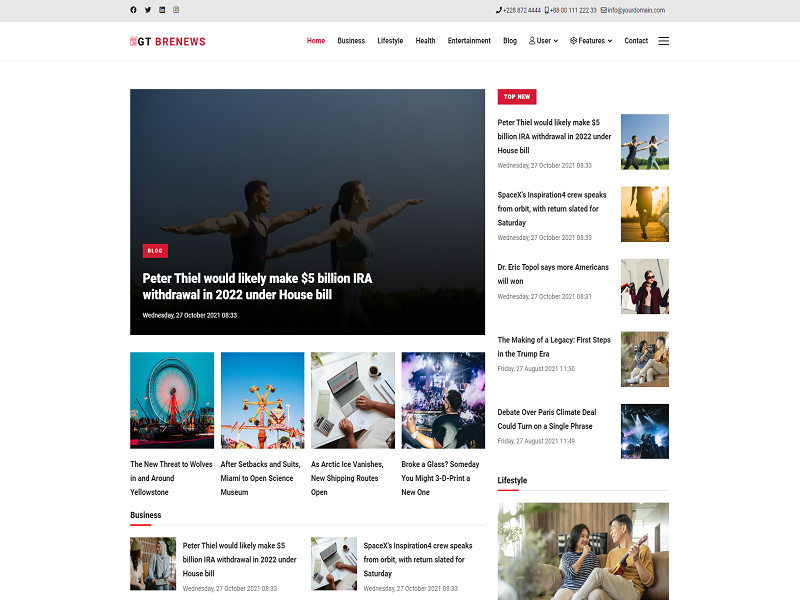 +228 872 4444 +88 00 111 222 33 info@yourdomain.com
GT BRENEWS
Home Business Lifestyle Health Entertainment Blog User Features Contact
BLOG
Peter Thiel would likely make $5 billion IRA
withdrawal in 2022 under House bill
Wednesday, 27 October 2021 08:33
The New Threat to Wolves
in and Around
Yellowstone
After Setbacks and Suits,
Miami to Open Science
Museum
As Arctic Ice Vanishes,
New Shipping Routes
Open
Broke a Glass? Someday
You Might 3-D-Print a
New One
Business
Peter Thiel would likely make $5
billion IRA withdrawal in 2022 under
House bill
Wednesday, 27 October 2021 08:33
SpaceX's Inspiration4 crew speaks
from orbit, with return slated for
Saturday
Wednesday, 27 October 2021 08:33
TOP NEW
Peter Thiel would likely make $5
billion IRA withdrawal in 2022 under
House bill
Wednesday, 27 October 2021 08:33
SpaceX's Inspiration4 crew speaks
from orbit, with return slated for
Saturday
Wednesday, 27 October 2021 08:33
Dr. Eric Topol says more Americans
will won
Wednesday, 27 October 2021 08:31
The Making of a Legacy: First Steps
in the Trump Era
Friday, 27 August 2021 11:50
Debate Over Paris Climate Deal
Could Turn on a Single Phrase
Friday, 27 August 2021 11:49
Lifestyle